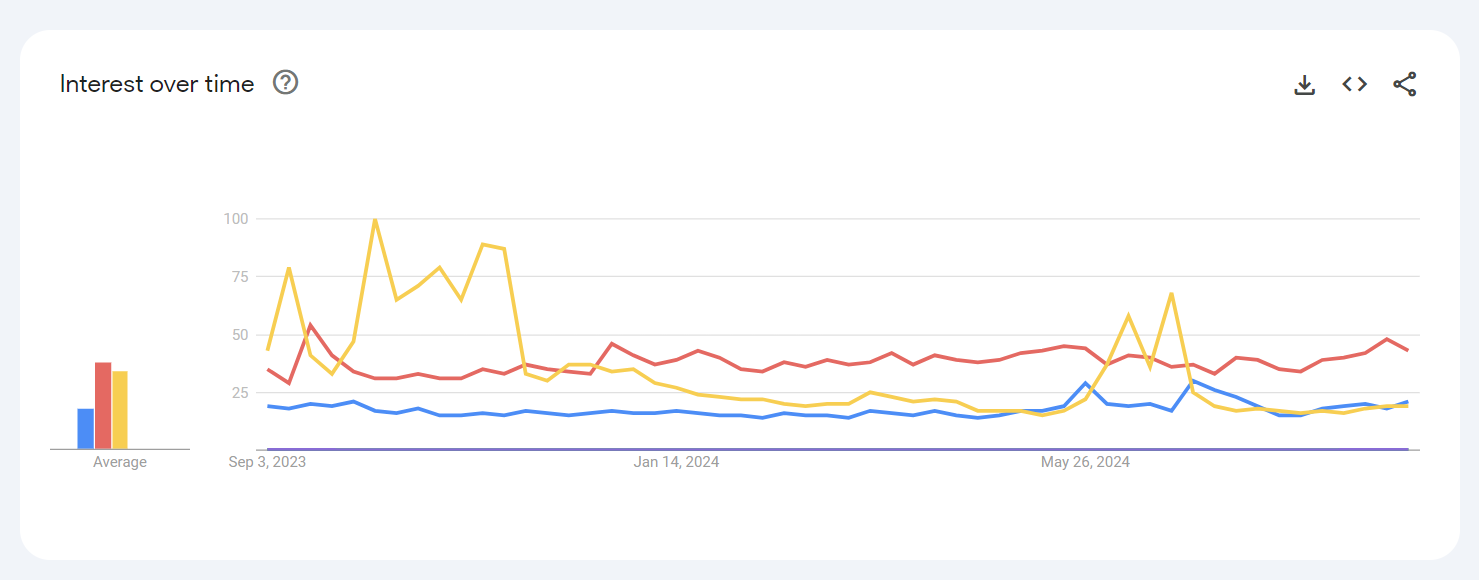 Interest over time
100
75
50
25
Average
Sep 3, 2023
Jan 14, 2024
May 26, 2024